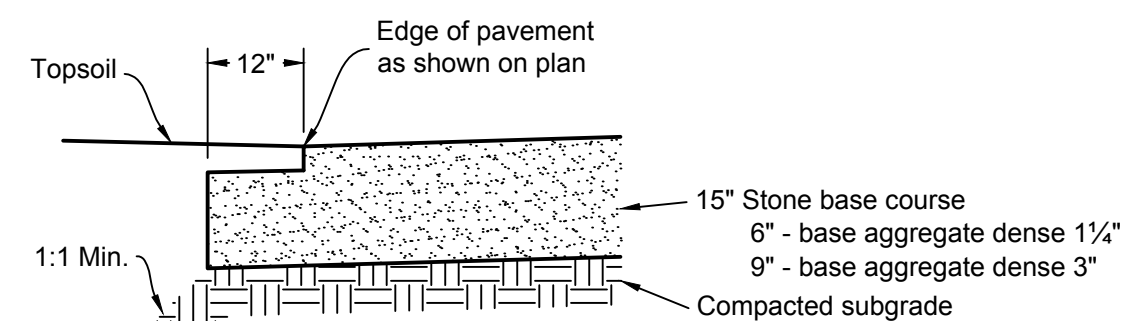 Edge of pavement
as shown on plan
12"
Topsoil
15" Stone base course
6" - base aggregate dense 1¼"
9" - base aggregate dense 3"
1:1 Min.
Compacted subgrade